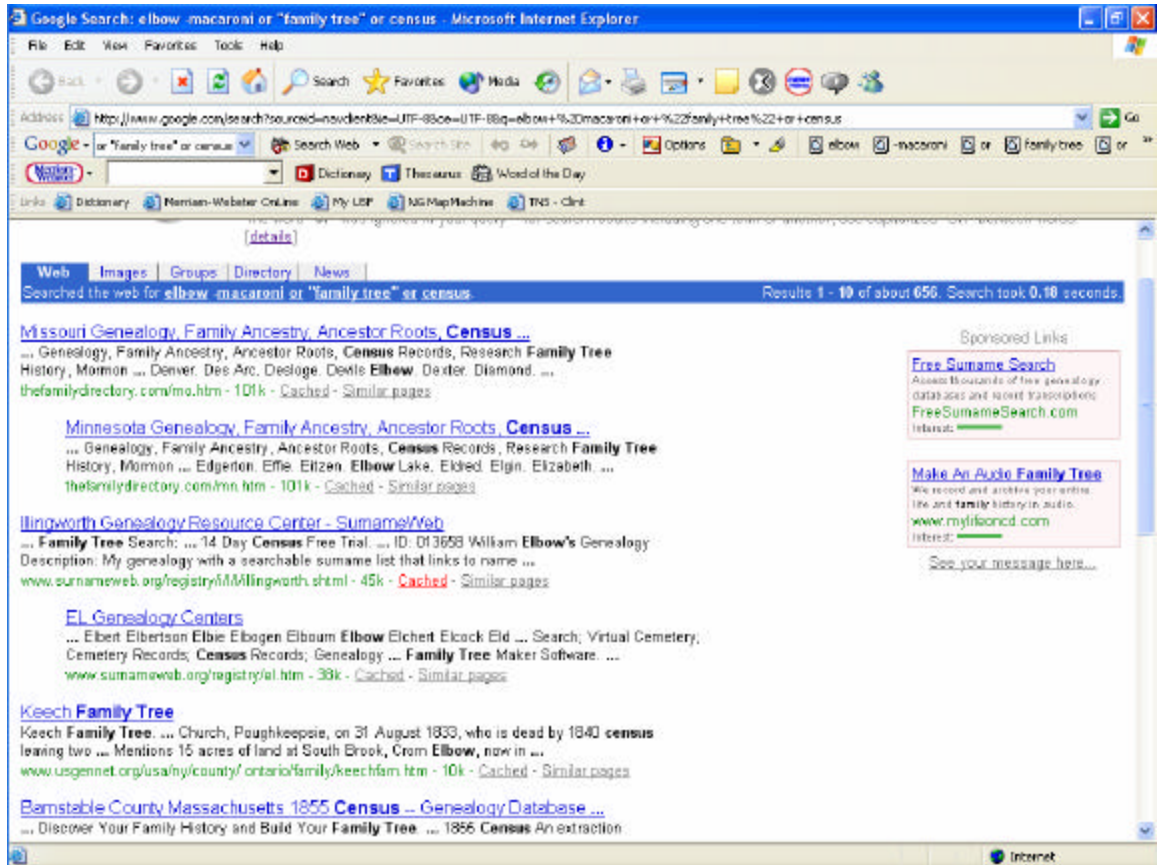 Google Search: elbow -macaroni or "family tree" or census - Microsoft Internet Explorer
File Edit View Favorites Tools Help
Back Search Favorites Media
Address http://www.google.com/search?sourceid=navclient&ie=UTF-8&oe=UTF-8&q=elbow+%2Dmacaroni+or+%22family+tree%22+or+census Go
Google - or "family tree" or census Search Web Search Site Options elbow -macaroni or family tree or »
Dictionary Thesaurus Word of the Day
Links Dictionary Merriam-Webster OnLine My USP NG MapMachine TNS - Clint
[details]
Web Images Groups Directory News
Searched the web for elbow -macaroni or "family tree" or census. Results 1 - 10 of about 656. Search took 0.18 seconds.
Missouri Genealogy, Family Ancestry, Ancestor Roots, Census ...
... Genealogy, Family Ancestry, Ancestor Roots, Census Records, Research Family Tree
History, Mormon ... Denver. Des Arc. Desloge. Devils Elbow. Dexter. Diamond. ...
thefamilydirectory.com/mo.htm - 101k - Cached - Similar pages
Minnesota Genealogy, Family Ancestry, Ancestor Roots, Census ...
... Genealogy, Family Ancestry, Ancestor Roots, Census Records, Research Family Tree
History, Mormon ... Edgerton. Effie. Eitzen. Elbow Lake. Eldred. Elgin. Elizabeth. ...
thefamilydirectory.com/mn.htm - 101k - Cached - Similar pages
Illingworth Genealogy Resource Center - SurnameWeb
... Family Tree Search: ... 14 Day Census Free Trial. ... ID: 013658 William Elbow's Genealogy
Description: My genealogy with a searchable surname list that links to name ...
www.surnameweb.org/registry/i/l/l/illingworth.shtml - 45k - Cached - Similar pages
EL Genealogy Centers
... Elbert Elbertson Elbie Elbogen Elbourn Elbow Elchert Elcock Eld ... Search; Virtual Cemetery;
Cemetery Records; Census Records; Genealogy ... Family Tree Maker Software. ...
www.surnameweb.org/registry/el.htm - 38k - Cached - Similar pages
Keech Family Tree
Keech Family Tree. ... Church, Poughkeepsie, on 31 August 1833, who is dead by 1840 census
leaving two ... Mentions 15 acres of land at South Brook, Crom Elbow, now in ...
www.usgennet.org/usa/ny/county/ ontario/family/keechfam.htm - 10k - Cached - Similar pages
Barnstable County Massachusetts 1855 Census -- Genealogy Database ...
... Discover Your Family History and Build Your Family Tree. ... 1855 Census An extraction
Sponsored Links
Free Surname Search
Access thousands of free genealogy
databases and recent transcriptions
FreeSurnameSearch.com
Interest:
Make An Audio Family Tree
We record and archive your entire
life and family history in audio.
www.mylifeoncd.com
Interest:
See your message here...
Internet